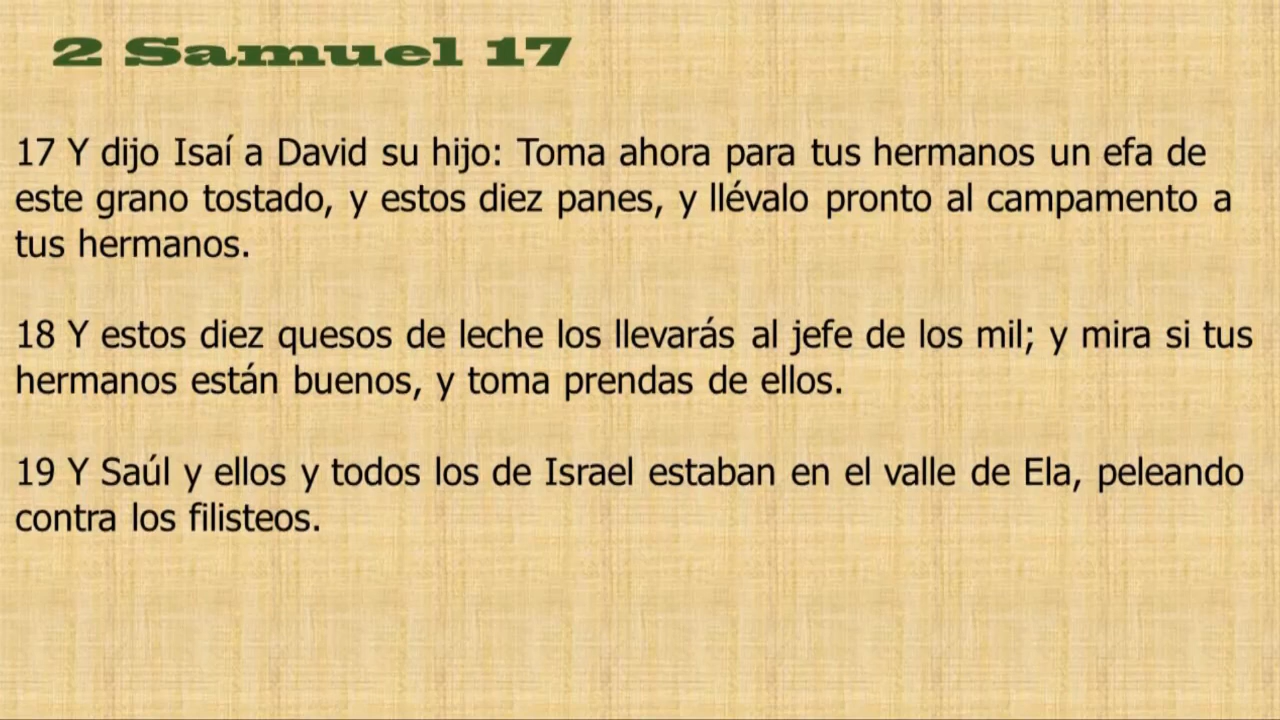 2 Samuel 17
17 Y dijo Isaí a David su hijo: Toma ahora para tus hermanos un efa de
este grano tostado, y estos diez panes, y llévalo pronto al campamento a
tus hermanos.
18 Y estos diez quesos de leche los llevarás al jefe de los mil; y mira si tus
hermanos están buenos, y toma prendas de ellos.
19 Y Saúl y ellos y todos los de Israel estaban en el valle de Ela, peleando
contra los filisteos.